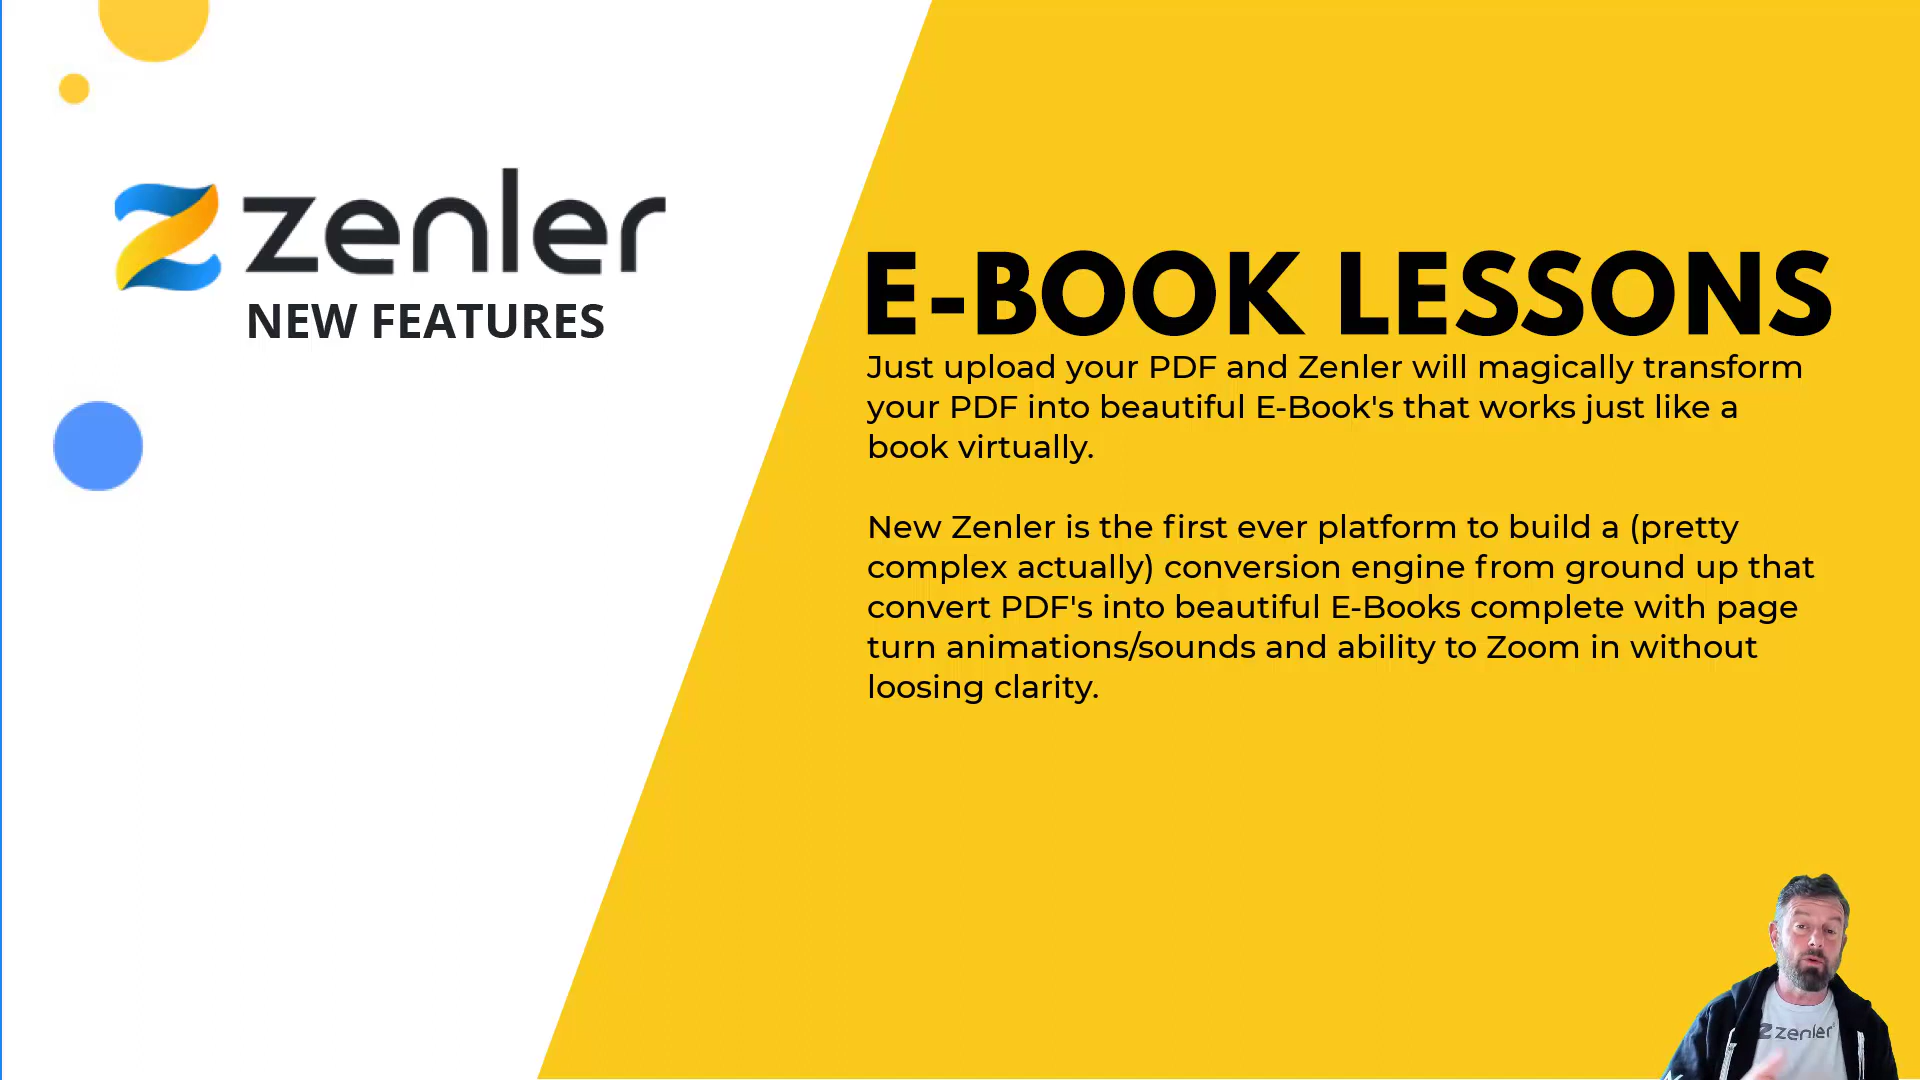 zenler
NEW FEATURES
E-BOOK LESSONS
Just upload your PDF and Zenler will magically transform
your PDF into beautiful E-Book's that works just like a
book virtually.
New Zenler is the first ever platform to build a (pretty
complex actually) conversion engine from ground up that
convert PDF's into beautiful E-Books complete with page
turn animations/sounds and ability to Zoom in without
loosing clarity.
zenler